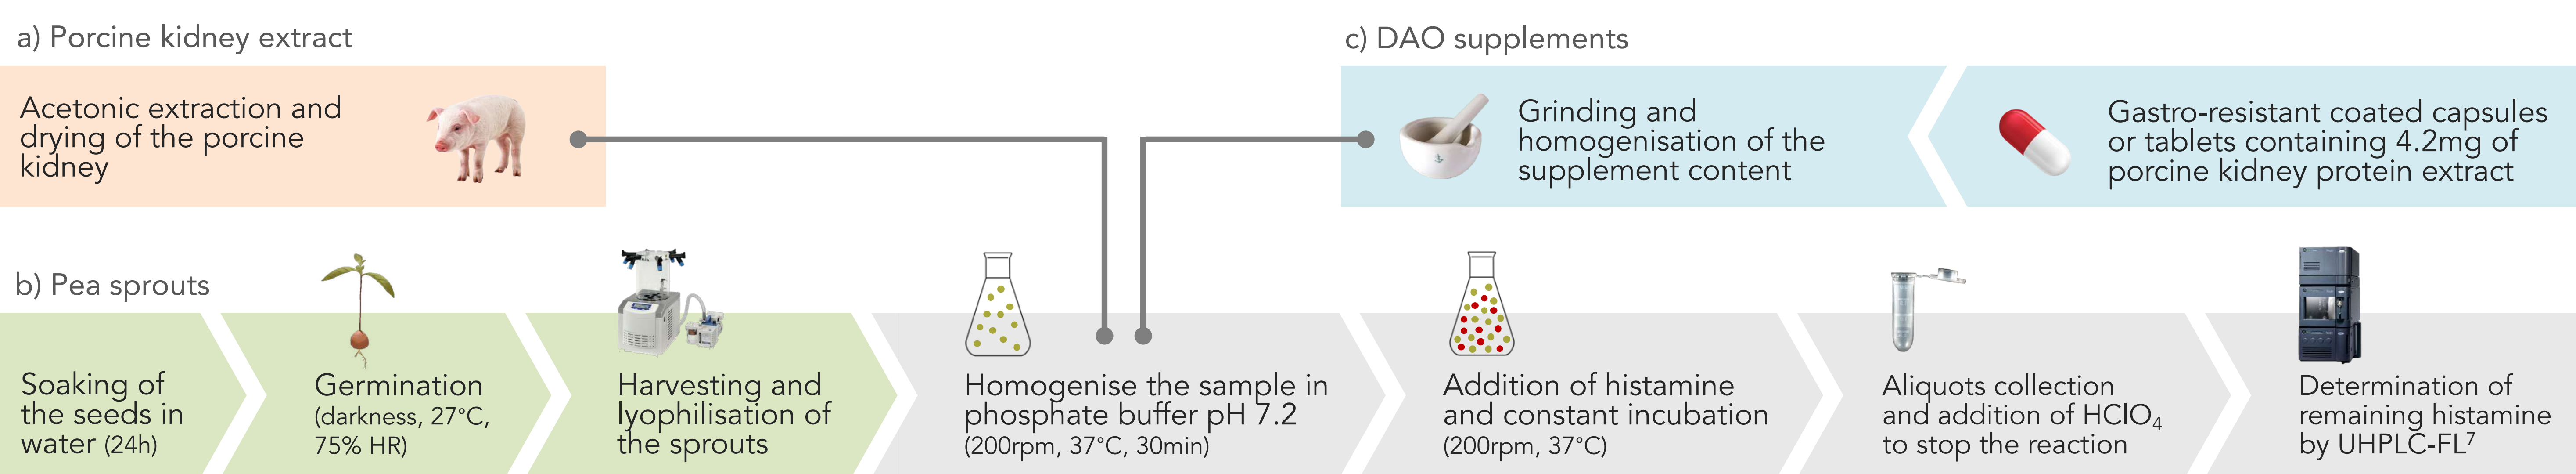 a) Porcine kidney extract
Acetonic extraction and
drying of the porcine
kidney
c) DAO supplements
Grinding and
homogenisation of the
supplement content
Gastro-resistant coated capsules
or tablets containing 4.2mg of
porcine kidney protein extract
b) Pea sprouts
Soaking of
the seeds in
water (24h)
Germination
(darkness, 27°C,
75% HR)
Harvesting and
lyophilisation of
the sprouts
Homogenise the sample in
phosphate buffer pH 7.2
(200rpm, 37°C, 30min)
Addition of histamine
and constant incubation
(200rpm, 37°C)
Aliquots collection
and addition of HClO₄
to stop the reaction
Determination of
remaining histamine
by UHPLC-FL⁷